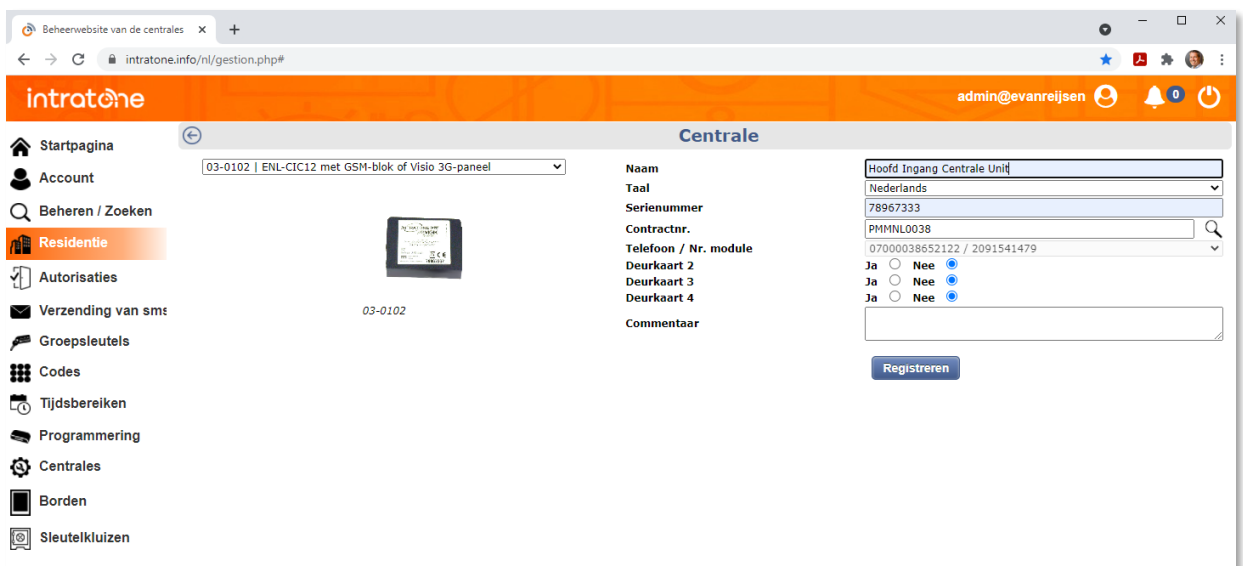 Beheerwebsite van de centrales
intratone.info/nl/gestion.php#
intratone
admin@evanreijsen
0
Startpagina
Account
Beheren / Zoeken
Residentie
Autorisaties
Verzending van sms
Groepsleutels
Codes
Tijdsbereiken
Programmering
Centrales
Borden
Sleutelkluizen
Centrale
03-0102 | ENL-CIC12 met GSM-blok of Visio 3G-paneel
03-0102
Naam Hoofd Ingang Centrale Unit
Taal Nederlands
Serienummer 78967333
Contractnr. PMMNL0038
Telefoon / Nr. module 07000038652122 / 2091541479
Deurkaart 2 Ja Nee
Deurkaart 3 Ja Nee
Deurkaart 4 Ja Nee
Commentaar
Registreren